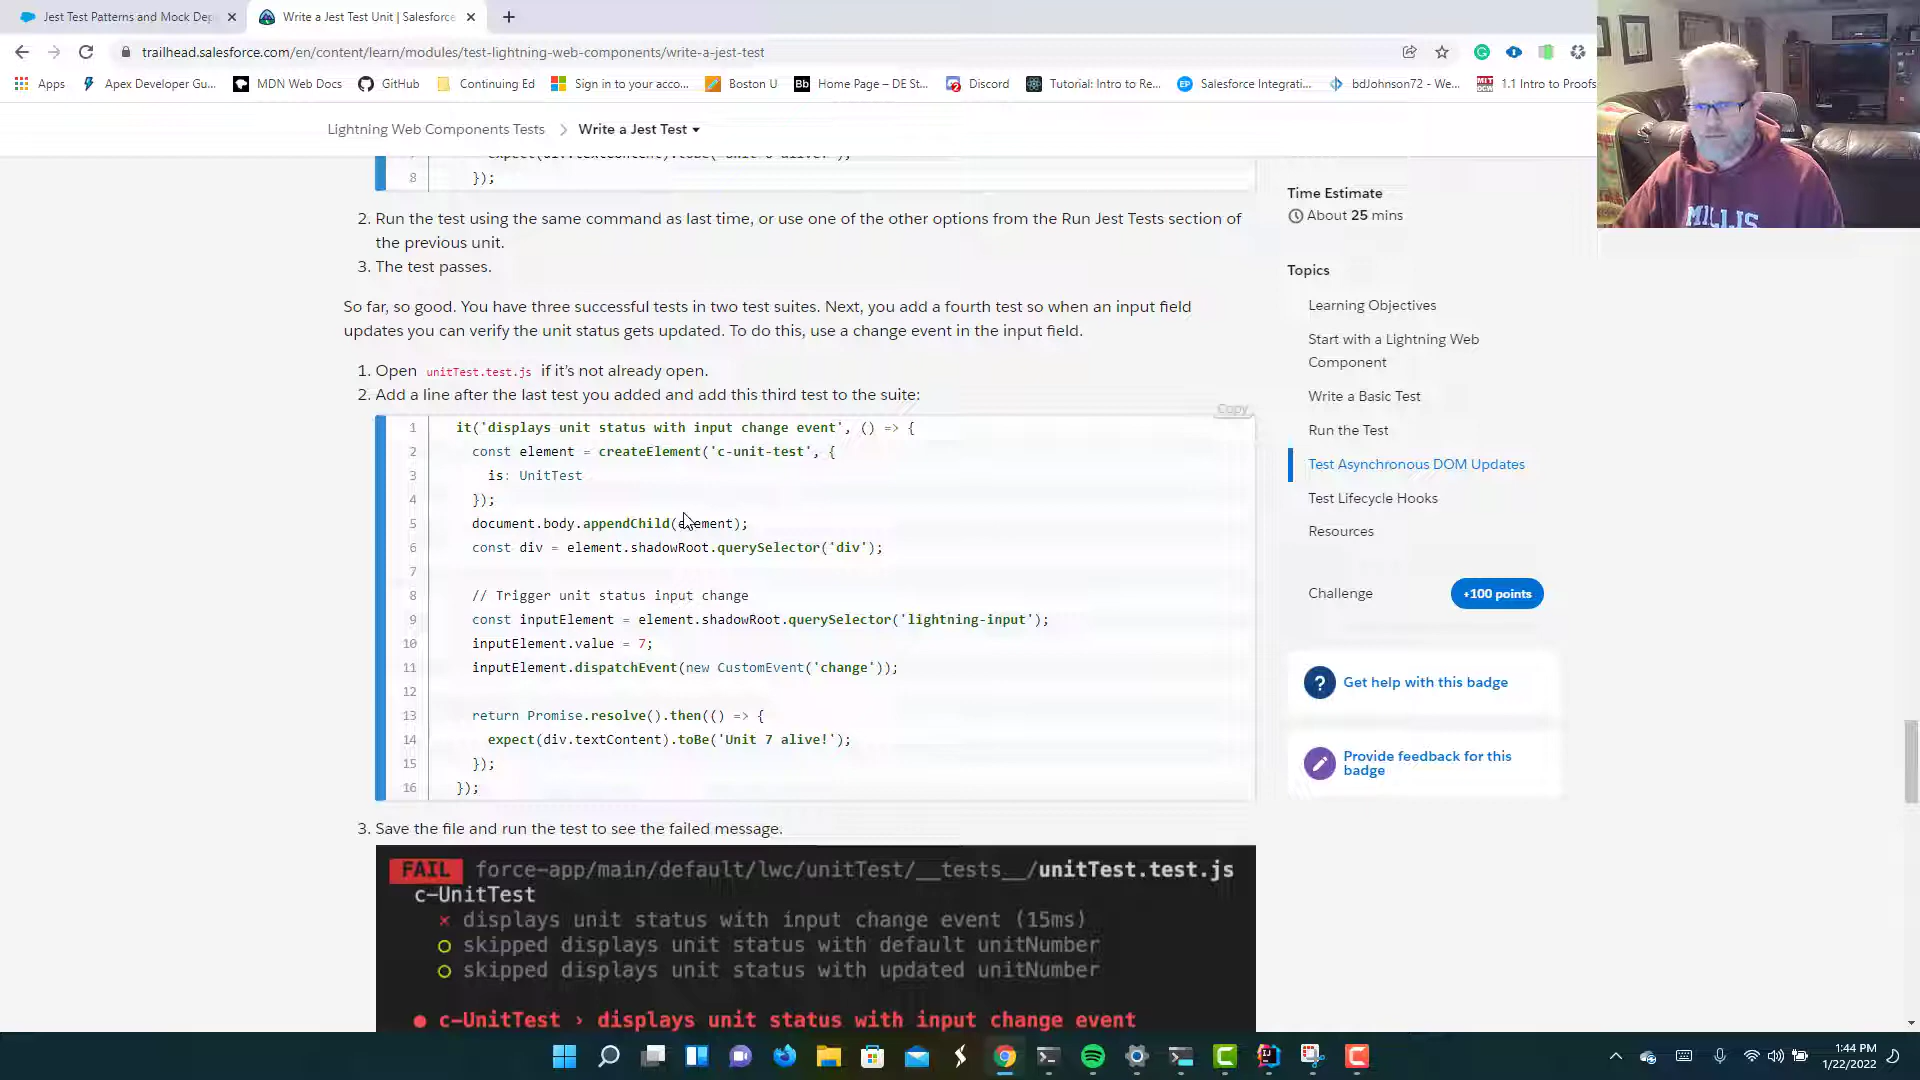 Jest Test Patterns and Mock Dep
Write a Jest Test Unit | Salesforce
trailhead.salesforce.com/en/content/learn/modules/test-lightning-web-components/write-a-jest-test
Apps
Apex Developer Gu...
MDN Web Docs
GitHub
Continuing Ed
Sign in to your acco...
Boston U
Bb
Home Page – DE St...
Discord
Tutorial: Intro to Re...
EP
Salesforce Integrati...
bdJohnson72 - We...
1.1 Intro to Proofs
MILLIS
Lightning Web Components Tests
Write a Jest Test
8 });
2. Run the test using the same command as last time, or use one of the other options from the Run Jest Tests section of
the previous unit.
3. The test passes.
So far, so good. You have three successful tests in two test suites. Next, you add a fourth test so when an input field
updates you can verify the unit status gets updated. To do this, use a change event in the input field.
1. Open unitTest.test.js if it's not already open.
2. Add a line after the last test you added and add this third test to the suite:
Copy
1 it('displays unit status with input change event', () => {
2 const element = createElement('c-unit-test', {
3 is: UnitTest
4 });
5 document.body.appendChild(element);
6 const div = element.shadowRoot.querySelector('div');
7
8 // Trigger unit status input change
9 const inputElement = element.shadowRoot.querySelector('lightning-input');
10 inputElement.value = 7;
11 inputElement.dispatchEvent(new CustomEvent('change'));
12
13 return Promise.resolve().then(() => {
14 expect(div.textContent).toBe('Unit 7 alive!');
15 });
16 });
3. Save the file and run the test to see the failed message.
FAIL force-app/main/default/lwc/unitTest/__tests__/unitTest.test.js
c-UnitTest
× displays unit status with input change event (15ms)
○ skipped displays unit status with default unitNumber
○ skipped displays unit status with updated unitNumber
● c-UnitTest › displays unit status with input change event
Time Estimate
About 25 mins
Topics
Learning Objectives
Start with a Lightning Web
Component
Write a Basic Test
Run the Test
Test Asynchronous DOM Updates
Test Lifecycle Hooks
Resources
Challenge
+100 points
? Get help with this badge
Provide feedback for this
badge
1:44 PM
1/22/2022